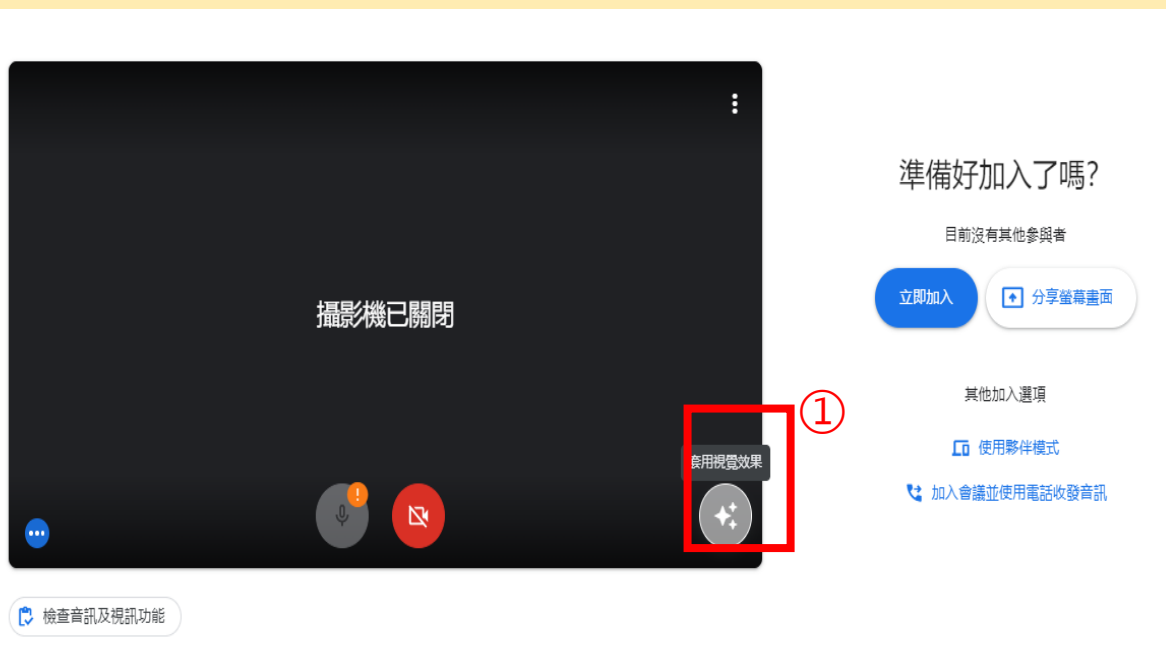 攝影機已關閉
套用視覺效果
檢查音訊及視訊功能
準備好加入了嗎?
目前沒有其他參與者
立即加入
分享螢幕畫面
其他加入選項
使用夥伴模式
加入會議並使用電話收發音訊
①